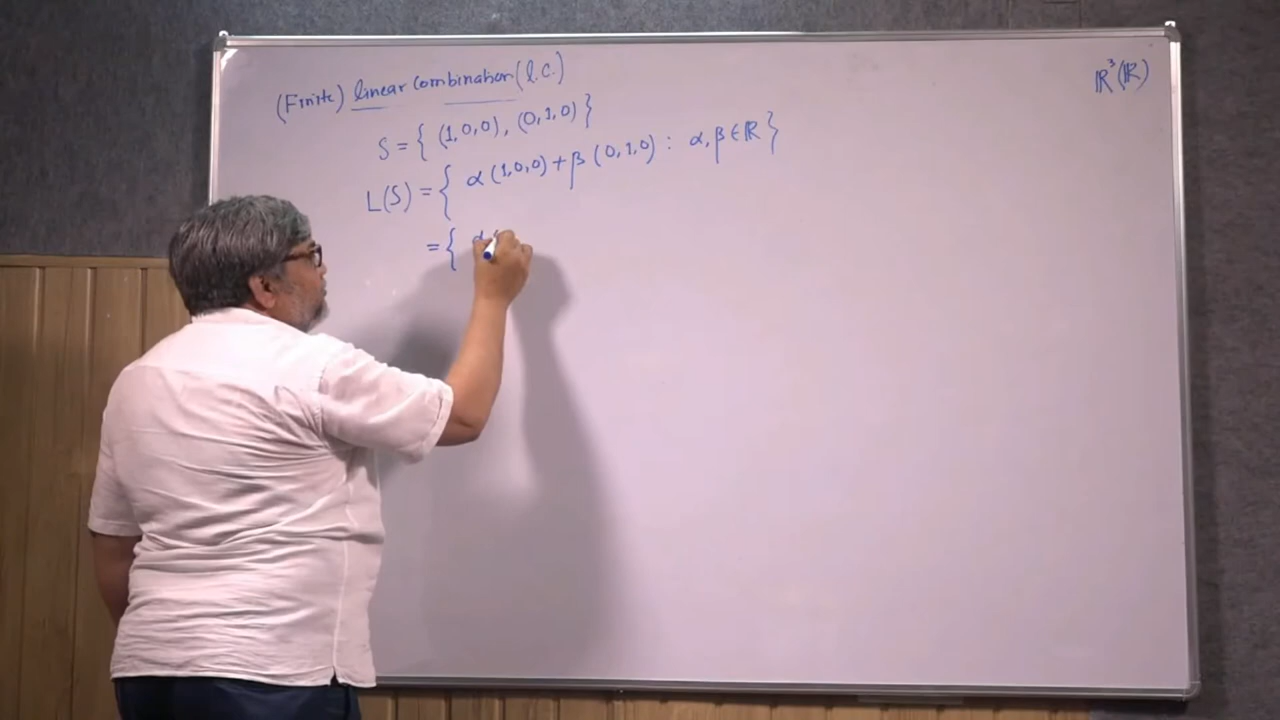 (Finite) linear combination (l.c.)
ℝ³(ℝ)
S = { (1,0,0), (0,1,0) }
L(S) = { α(1,0,0) + β(0,1,0) : α, β ∈ ℝ }
= { α